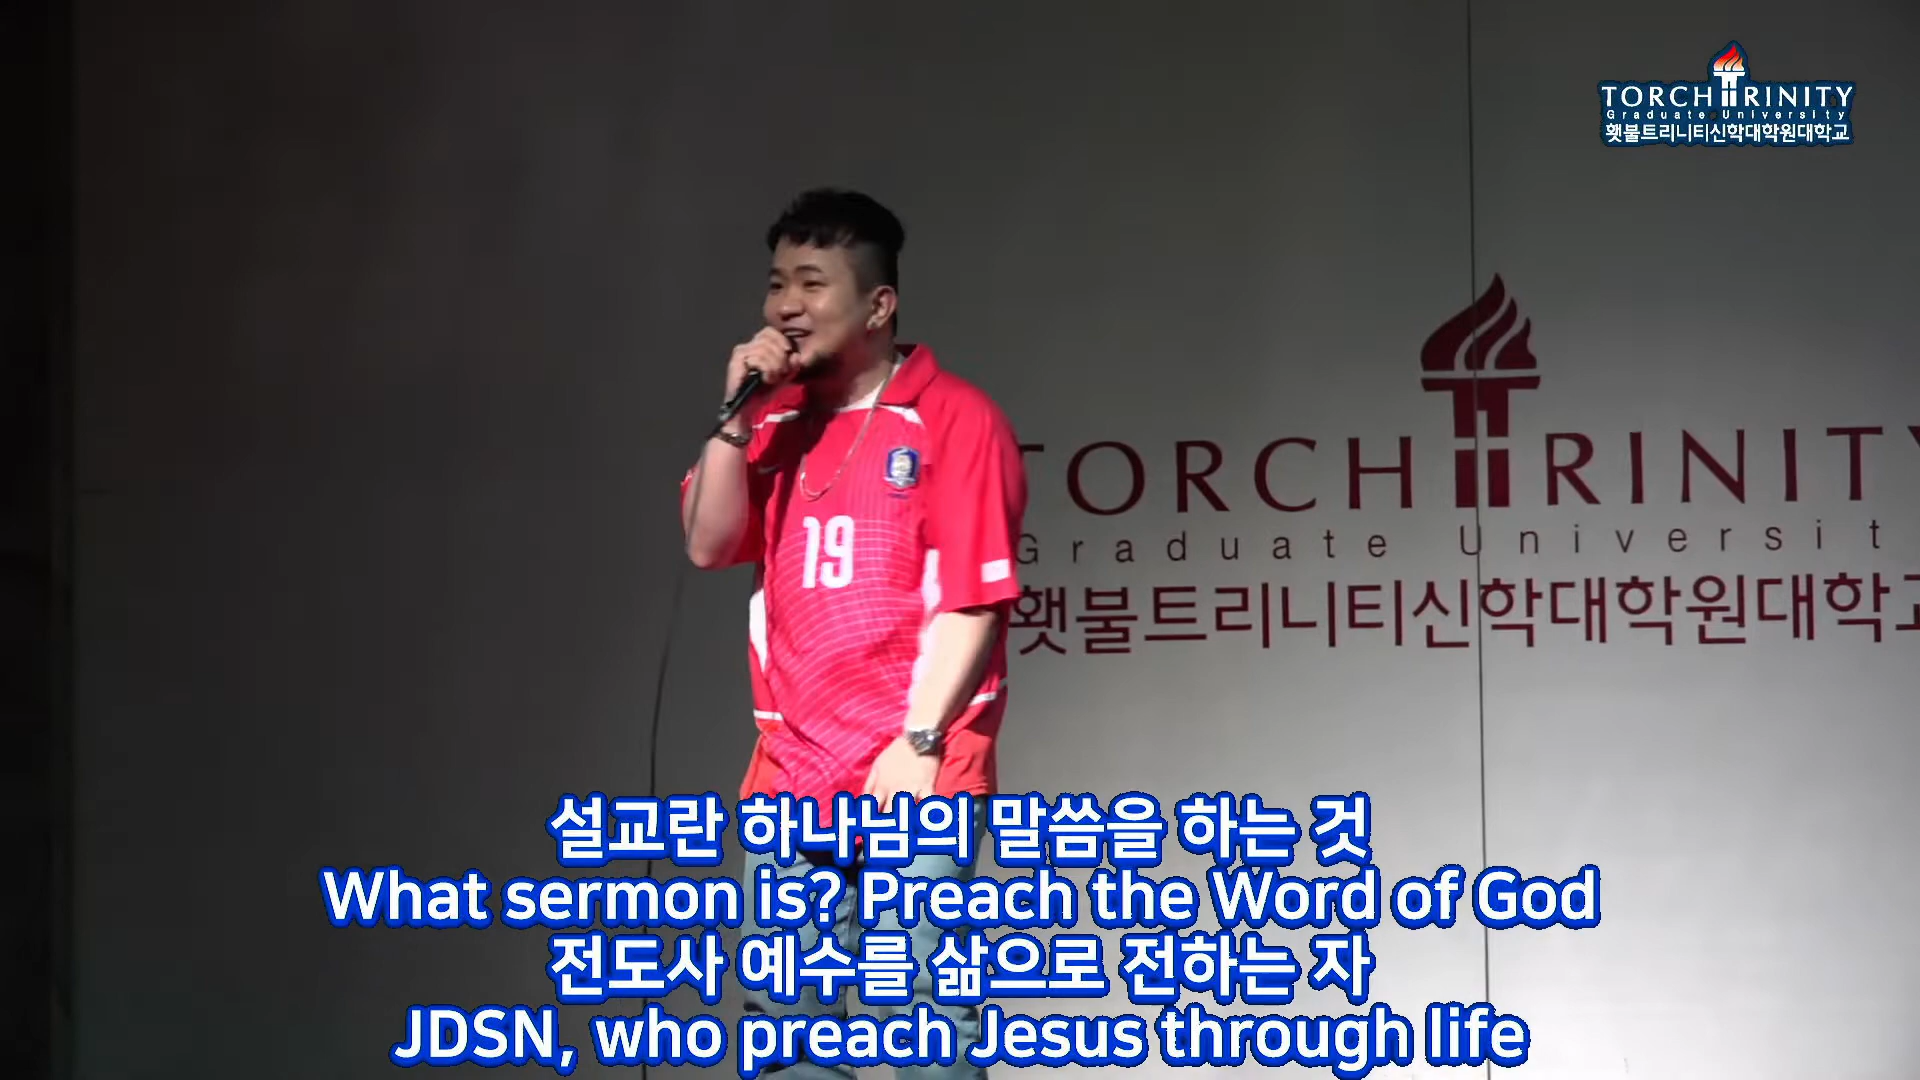 TORCH TRINITY
Graduate University
횃불트리니티신학대학원대학교
TORCH TRINITY
Graduate Universit
횃불트리니티신학대학원대학교
19
설교란 하나님의 말씀을 하는 것
What sermon is? Preach the Word of God
전도사 예수를 삶으로 전하는 자
JDSN, who preach Jesus through life